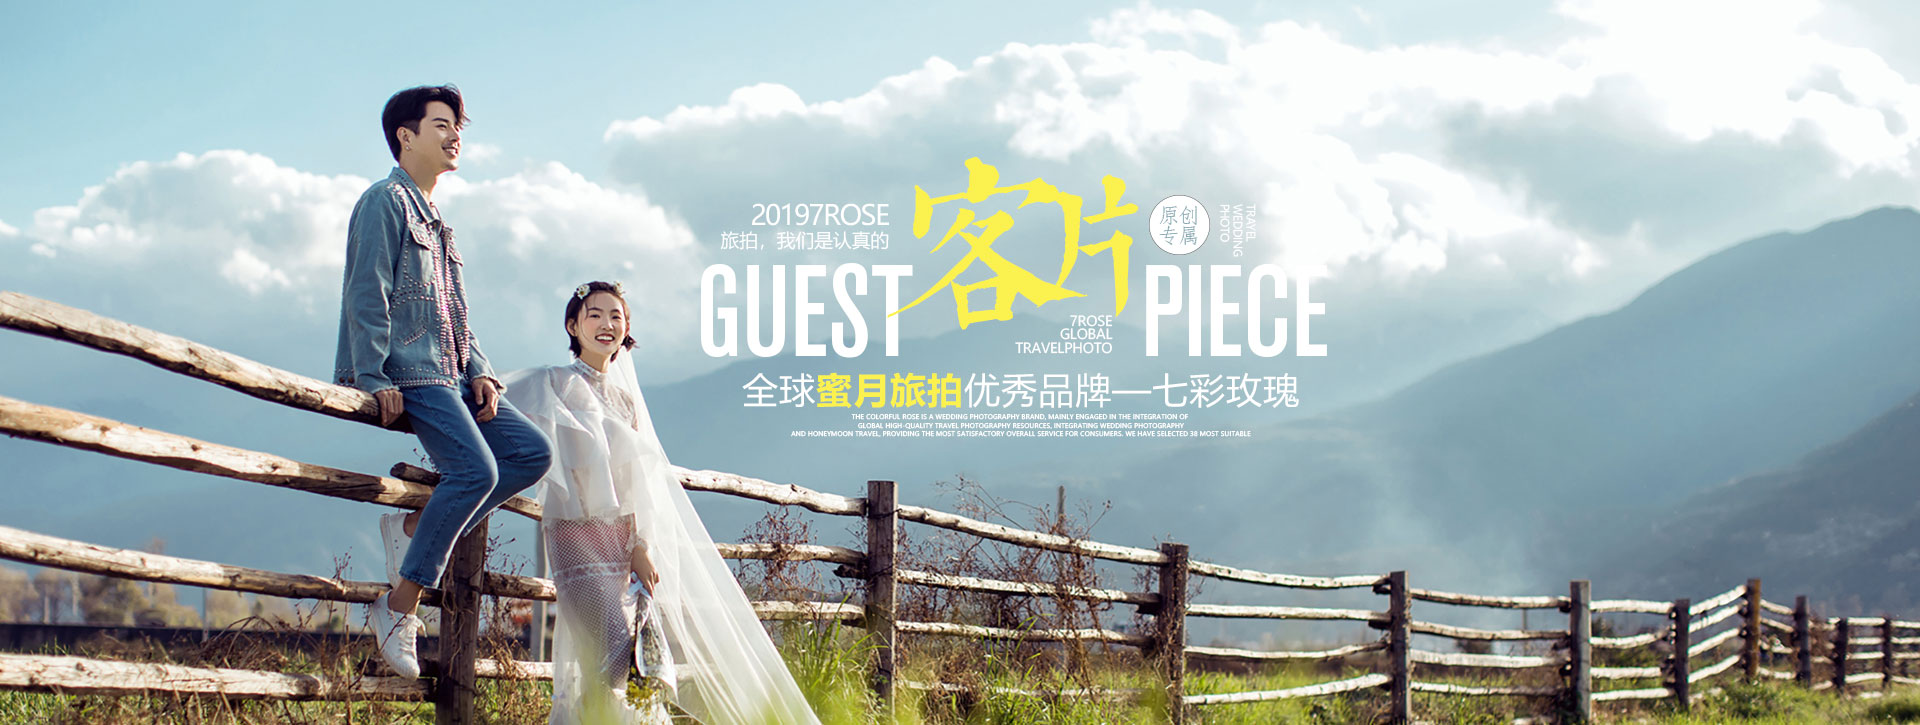 20197ROSE
旅拍，我们是认真的
客片
原创
专属
TRAVEL
WEDDING
PHOTO
GUEST
PIECE
7ROSE
GLOBAL
TRAVELPHOTO
全球蜜月旅拍优秀品牌—七彩玫瑰
THE COLORFUL ROSE IS A WEDDING PHOTOGRAPHY BRAND, MAINLY ENGAGED IN THE INTEGRATION OF
GLOBAL HIGH-QUALITY TRAVEL PHOTOGRAPHY RESOURCES, INTEGRATING WEDDING PHOTOGRAPHY
AND HONEYMOON TRAVEL, PROVIDING THE MOST SATISFACTORY OVERALL SERVICE FOR CONSUMERS. WE HAVE SELECTED 38 MOST SUITABLE